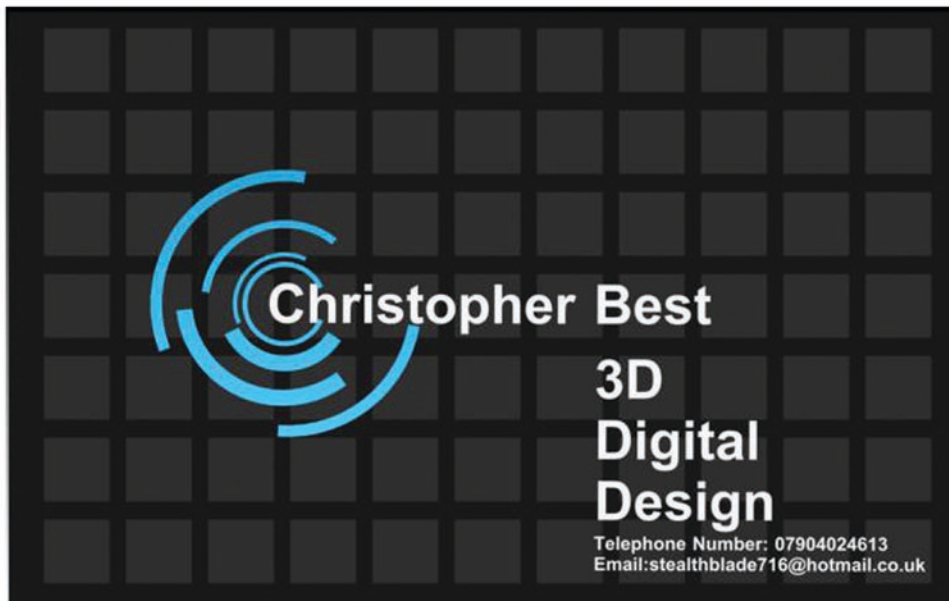 Christopher Best
3D
Digital
Design
Telephone Number: 07904024613
Email:stealthblade716@hotmail.co.uk